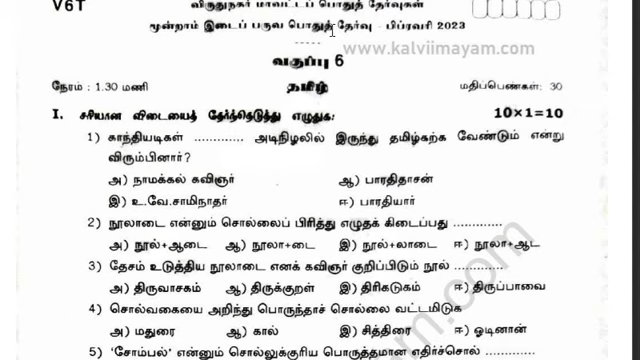 V6T
விருதுநகர் மாவட்டப் பொதுத் தேர்வுகள்
மூன்றாம் இடைப் பருவ பொதுத் தேர்வு - பிப்ரவரி 2023
www.kalviimayam.com
வகுப்பு 6
நேரம் : 1.30 மணி தமிழ் மதிப்பெண்கள்: 30
I. சரியான விடையைத் தேர்ந்தெடுத்து எழுதுக: 10×1=10
1) காந்தியடிகள் ............. அடிநிழலில் இருந்து தமிழ்கற்க வேண்டும் என்று
விரும்பினார்?
அ) நாமக்கல் கவிஞர் ஆ) பாரதிதாசன்
இ) உ.வே.சாமிநாதர் ஈ) பாரதியார்
2) நூலாடை என்னும் சொல்லைப் பிரித்து எழுதக் கிடைப்பது .............
அ) நூல்+ஆடை ஆ) நூலா+டை இ) நூல்+லாடை ஈ) நூலா+ஆட
3) தேசம் உடுத்திய நூலாடை எனக் கவிஞர் குறிப்பிடும் நூல் .............
அ) திருவாசகம் ஆ) திருக்குறள் இ) திரிகடுகம் ஈ) திருப்பாவை
4) சொல்வகையை அறிந்து பொருந்தாச் சொல்லை வட்டமிடுக
அ) மதுரை ஆ) கால் இ) சித்திரை ஈ) ஓடினான்
5) ‘சோம்பல்’ என்னும் சொல்லுக்குரிய பொருத்தமான எதிர்ச்சொல் .............